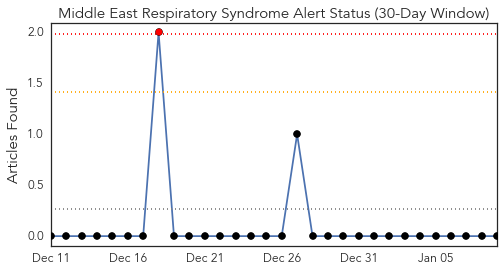 Middle East Respiratory Syndrome Alert Status (30-Day Window)
Articles Found
2.0
1.5
1.0
0.5
0.0
Dec 11 Dec 16 Dec 21 Dec 26 Dec 31 Jan 05